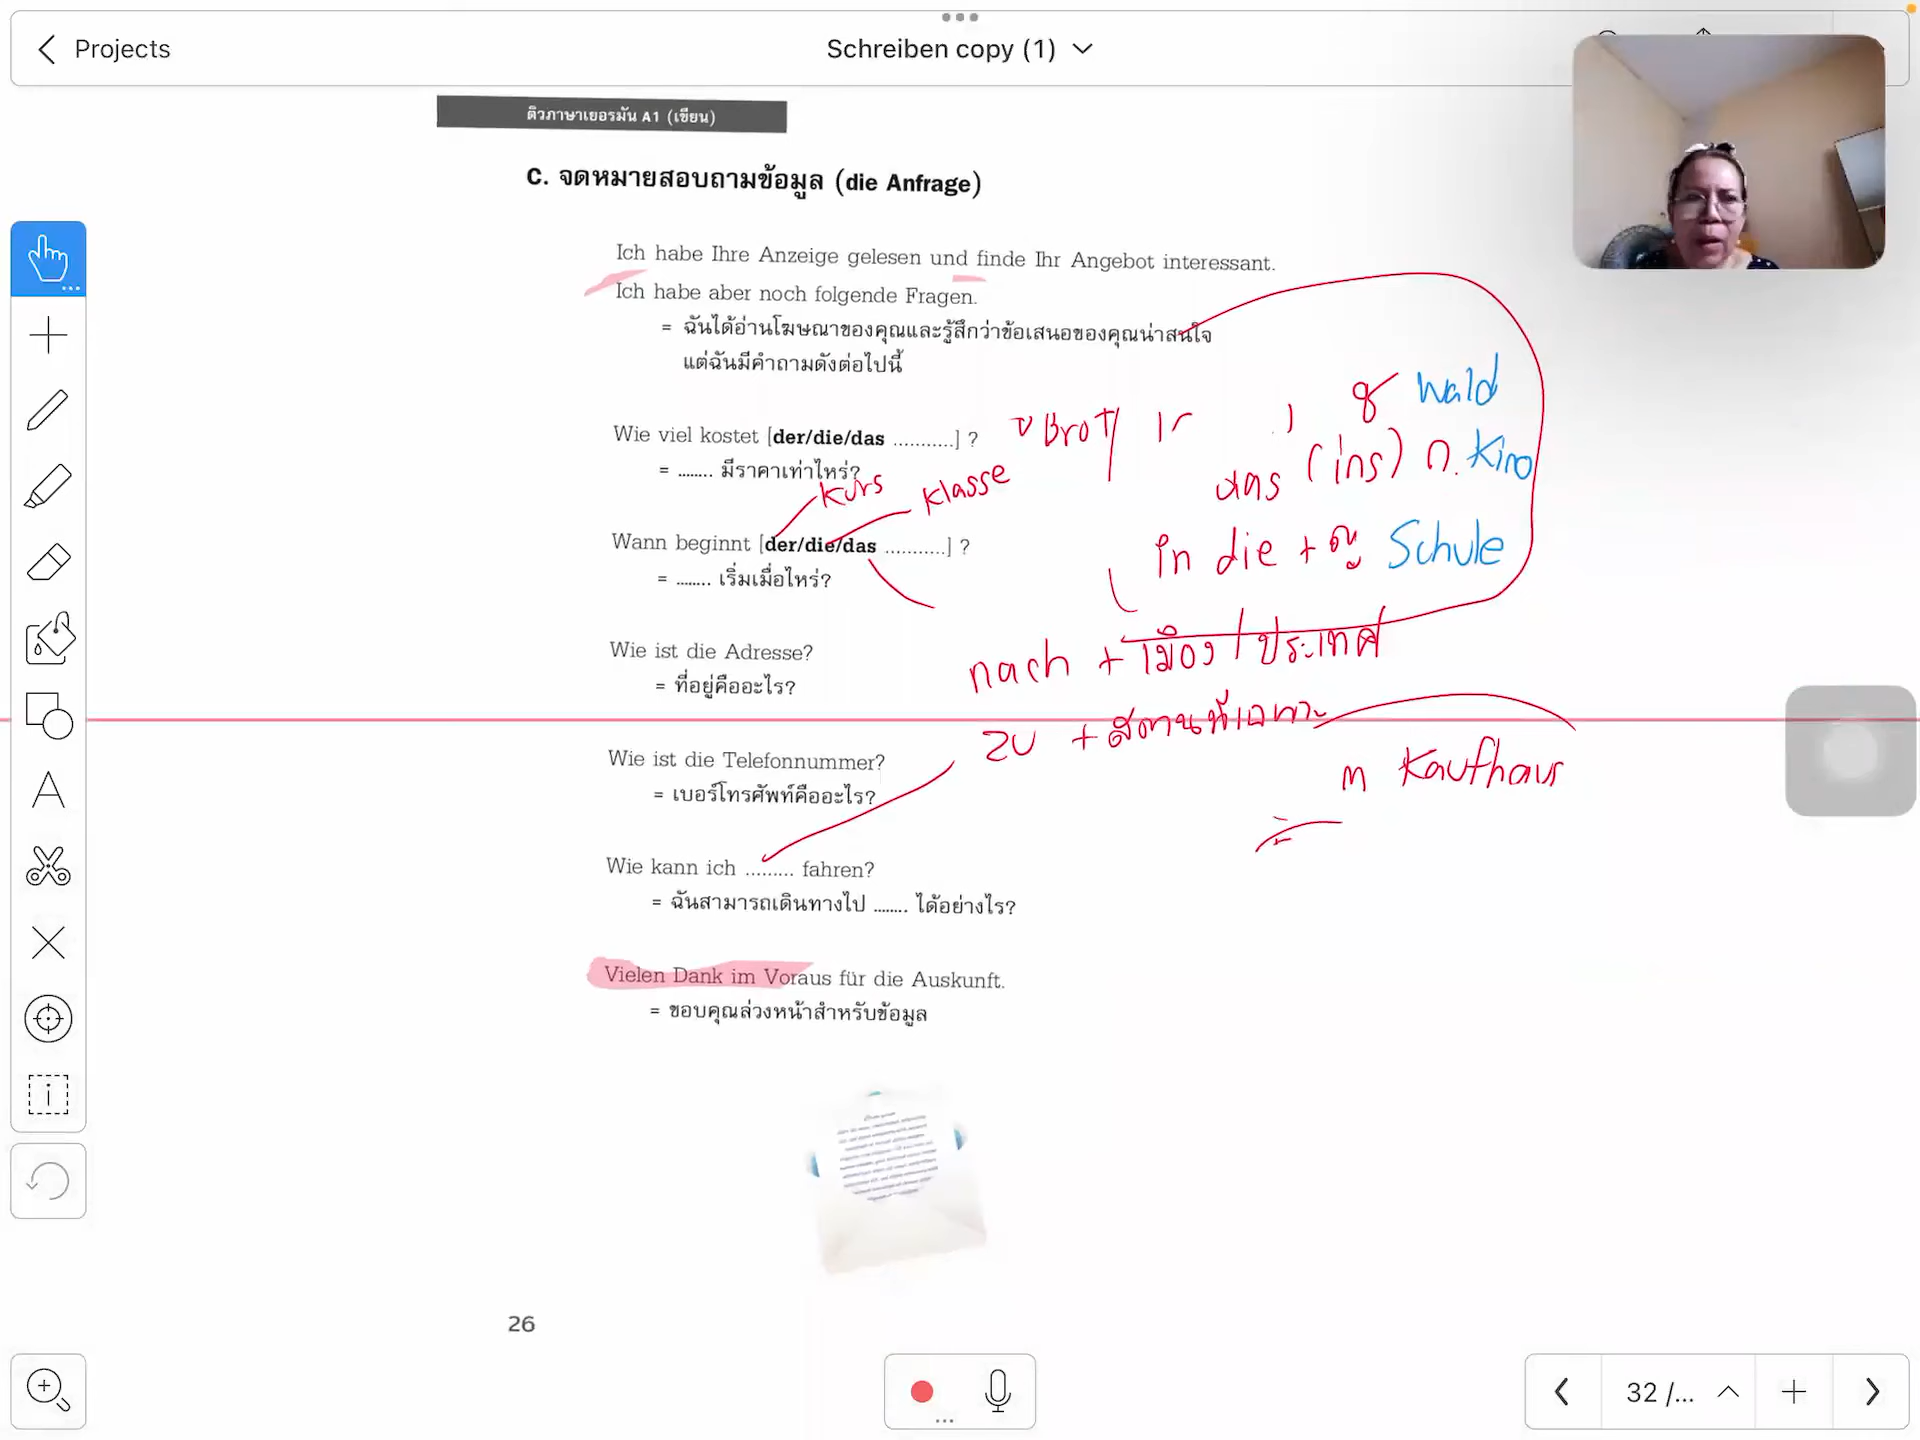 Projects
Schreiben copy (1)
ติวภาษาเยอรมัน A1 (เขียน)
C. จดหมายสอบถามข้อมูล (die Anfrage)
Ich habe Ihre Anzeige gelesen und finde Ihr Angebot interessant.
Ich habe aber noch folgende Fragen.
= ฉันได้อ่านโฆษณาของคุณและรู้สึกว่าข้อเสนอของคุณน่าสนใจ
แต่ฉันมีคำถามดังต่อไปนี้
Wald
Wie viel kostet [der/die/das ...........] ?
Brot
= ........ มีราคาเท่าไหร่?
(ins) ก. Kino
Kurs Klasse
Wann beginnt [der/die/das ...........] ?
in die + Schule
= ........ เริ่มเมื่อไหร่?
Wie ist die Adresse?
nach + เมือง / ประเทศ
= ที่อยู่คืออะไร?
zu + สถานที่เฉพาะ
Wie ist die Telefonnummer?
Kaufhaus
= เบอร์โทรศัพท์คืออะไร?
Wie kann ich ......... fahren?
= ฉันสามารถเดินทางไป ........ ได้อย่างไร?
Vielen Dank im Voraus für die Auskunft.
= ขอบคุณล่วงหน้าสำหรับข้อมูล
26
32 /...